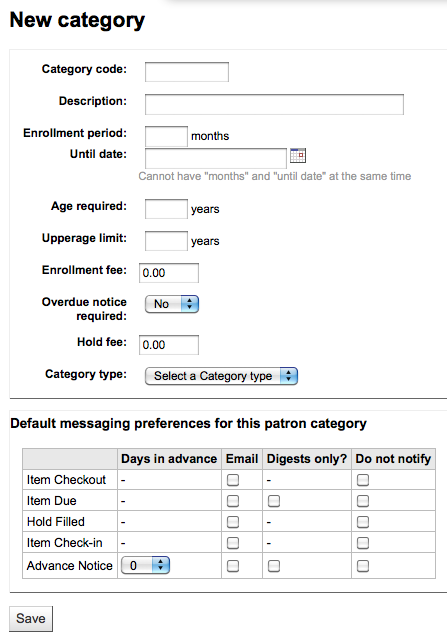 New category
Category code:
Description:
Enrollment period: months
Until date:
Cannot have "months" and "until date" at the same time
Age required: years
Upperage limit: years
Enrollment fee: 0.00
Overdue notice No
required:
Hold fee: 0.00
Category type: Select a Category type
Default messaging preferences for this patron category
Days in advance Email Digests only? Do not notify
Item Checkout - -
Item Due -
Hold Filled - -
Item Check-in - -
Advance Notice 0
Save